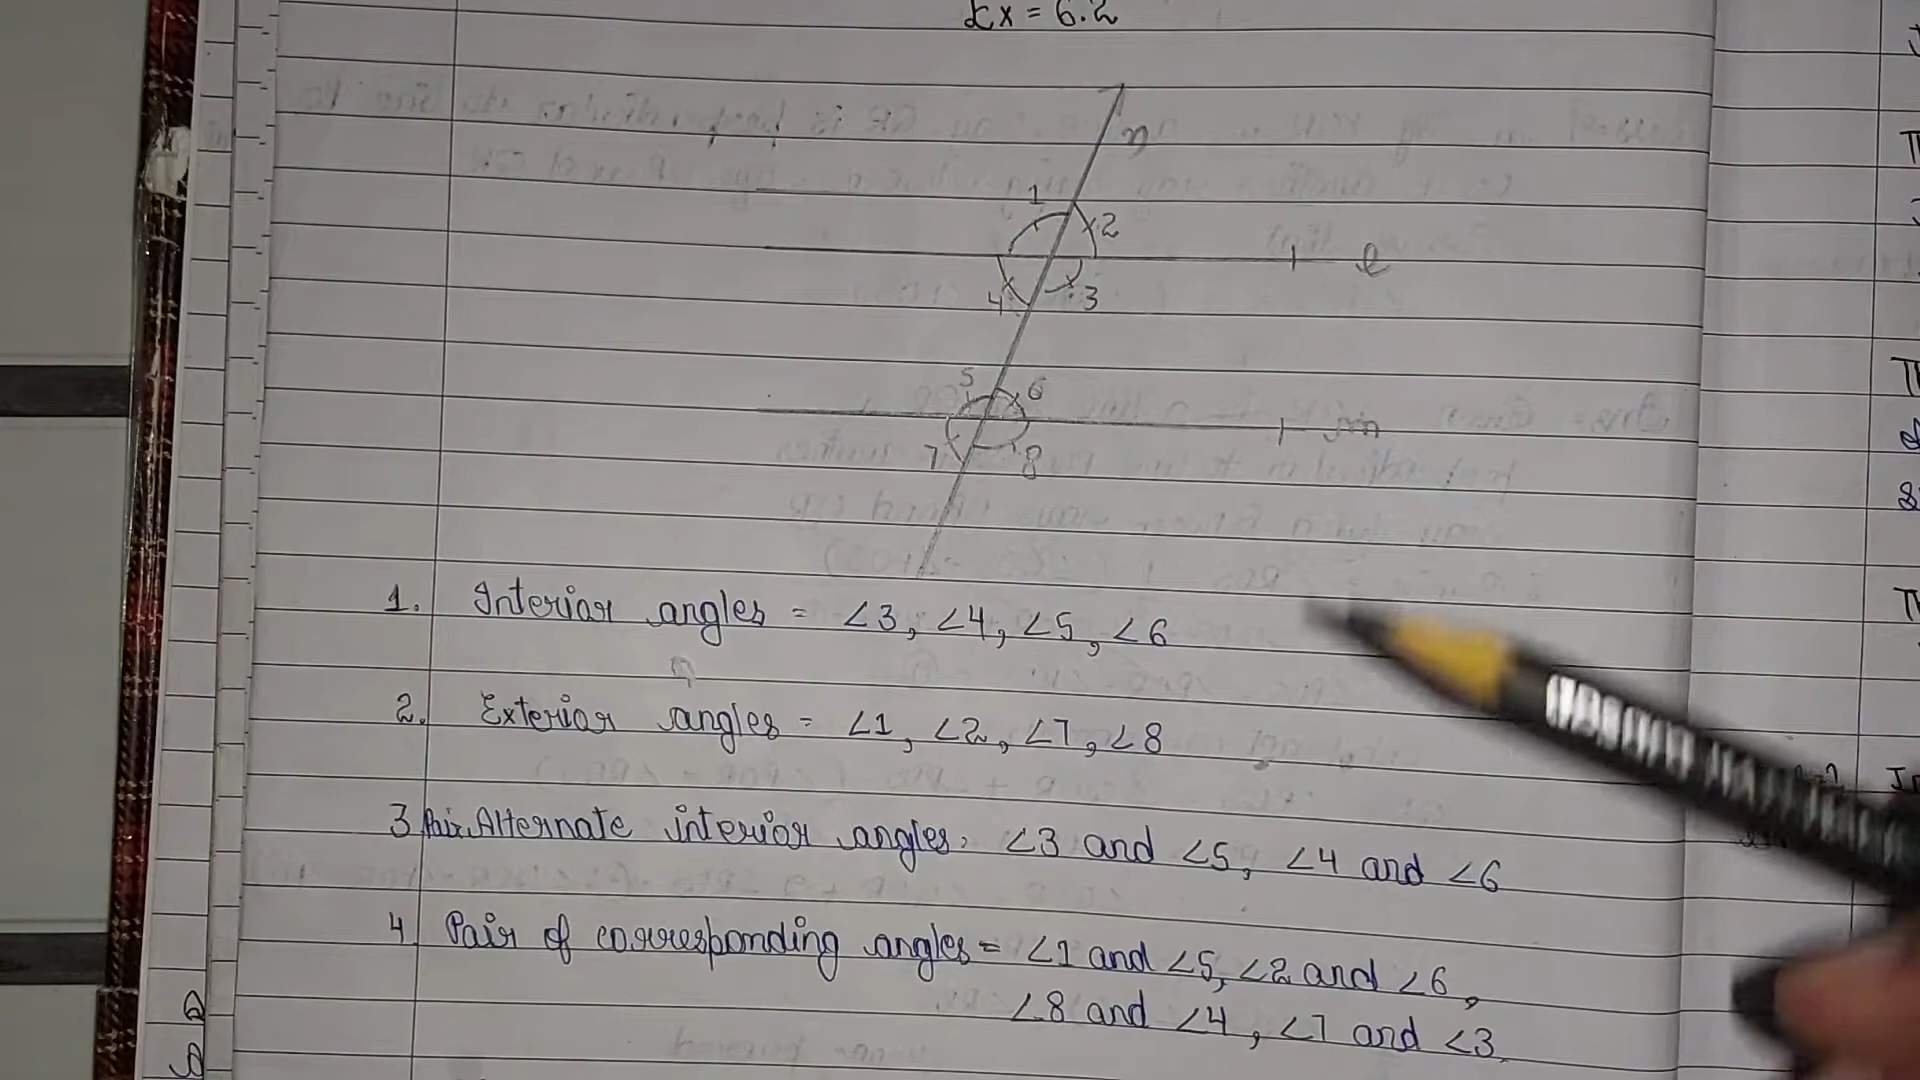 Ex = 6.2
n
1
2
l
4
3
5
6
m
7
8
1. Interior angles = ∠3, ∠4, ∠5, ∠6
2. Exterior angles = ∠1, ∠2, ∠7, ∠8
3 Pair Alternate interior angles. ∠3 and ∠5, ∠4 and ∠6
4 Pair of corresponding angles = ∠1 and ∠5, ∠2 and ∠6,
∠8 and ∠4, ∠7 and ∠3